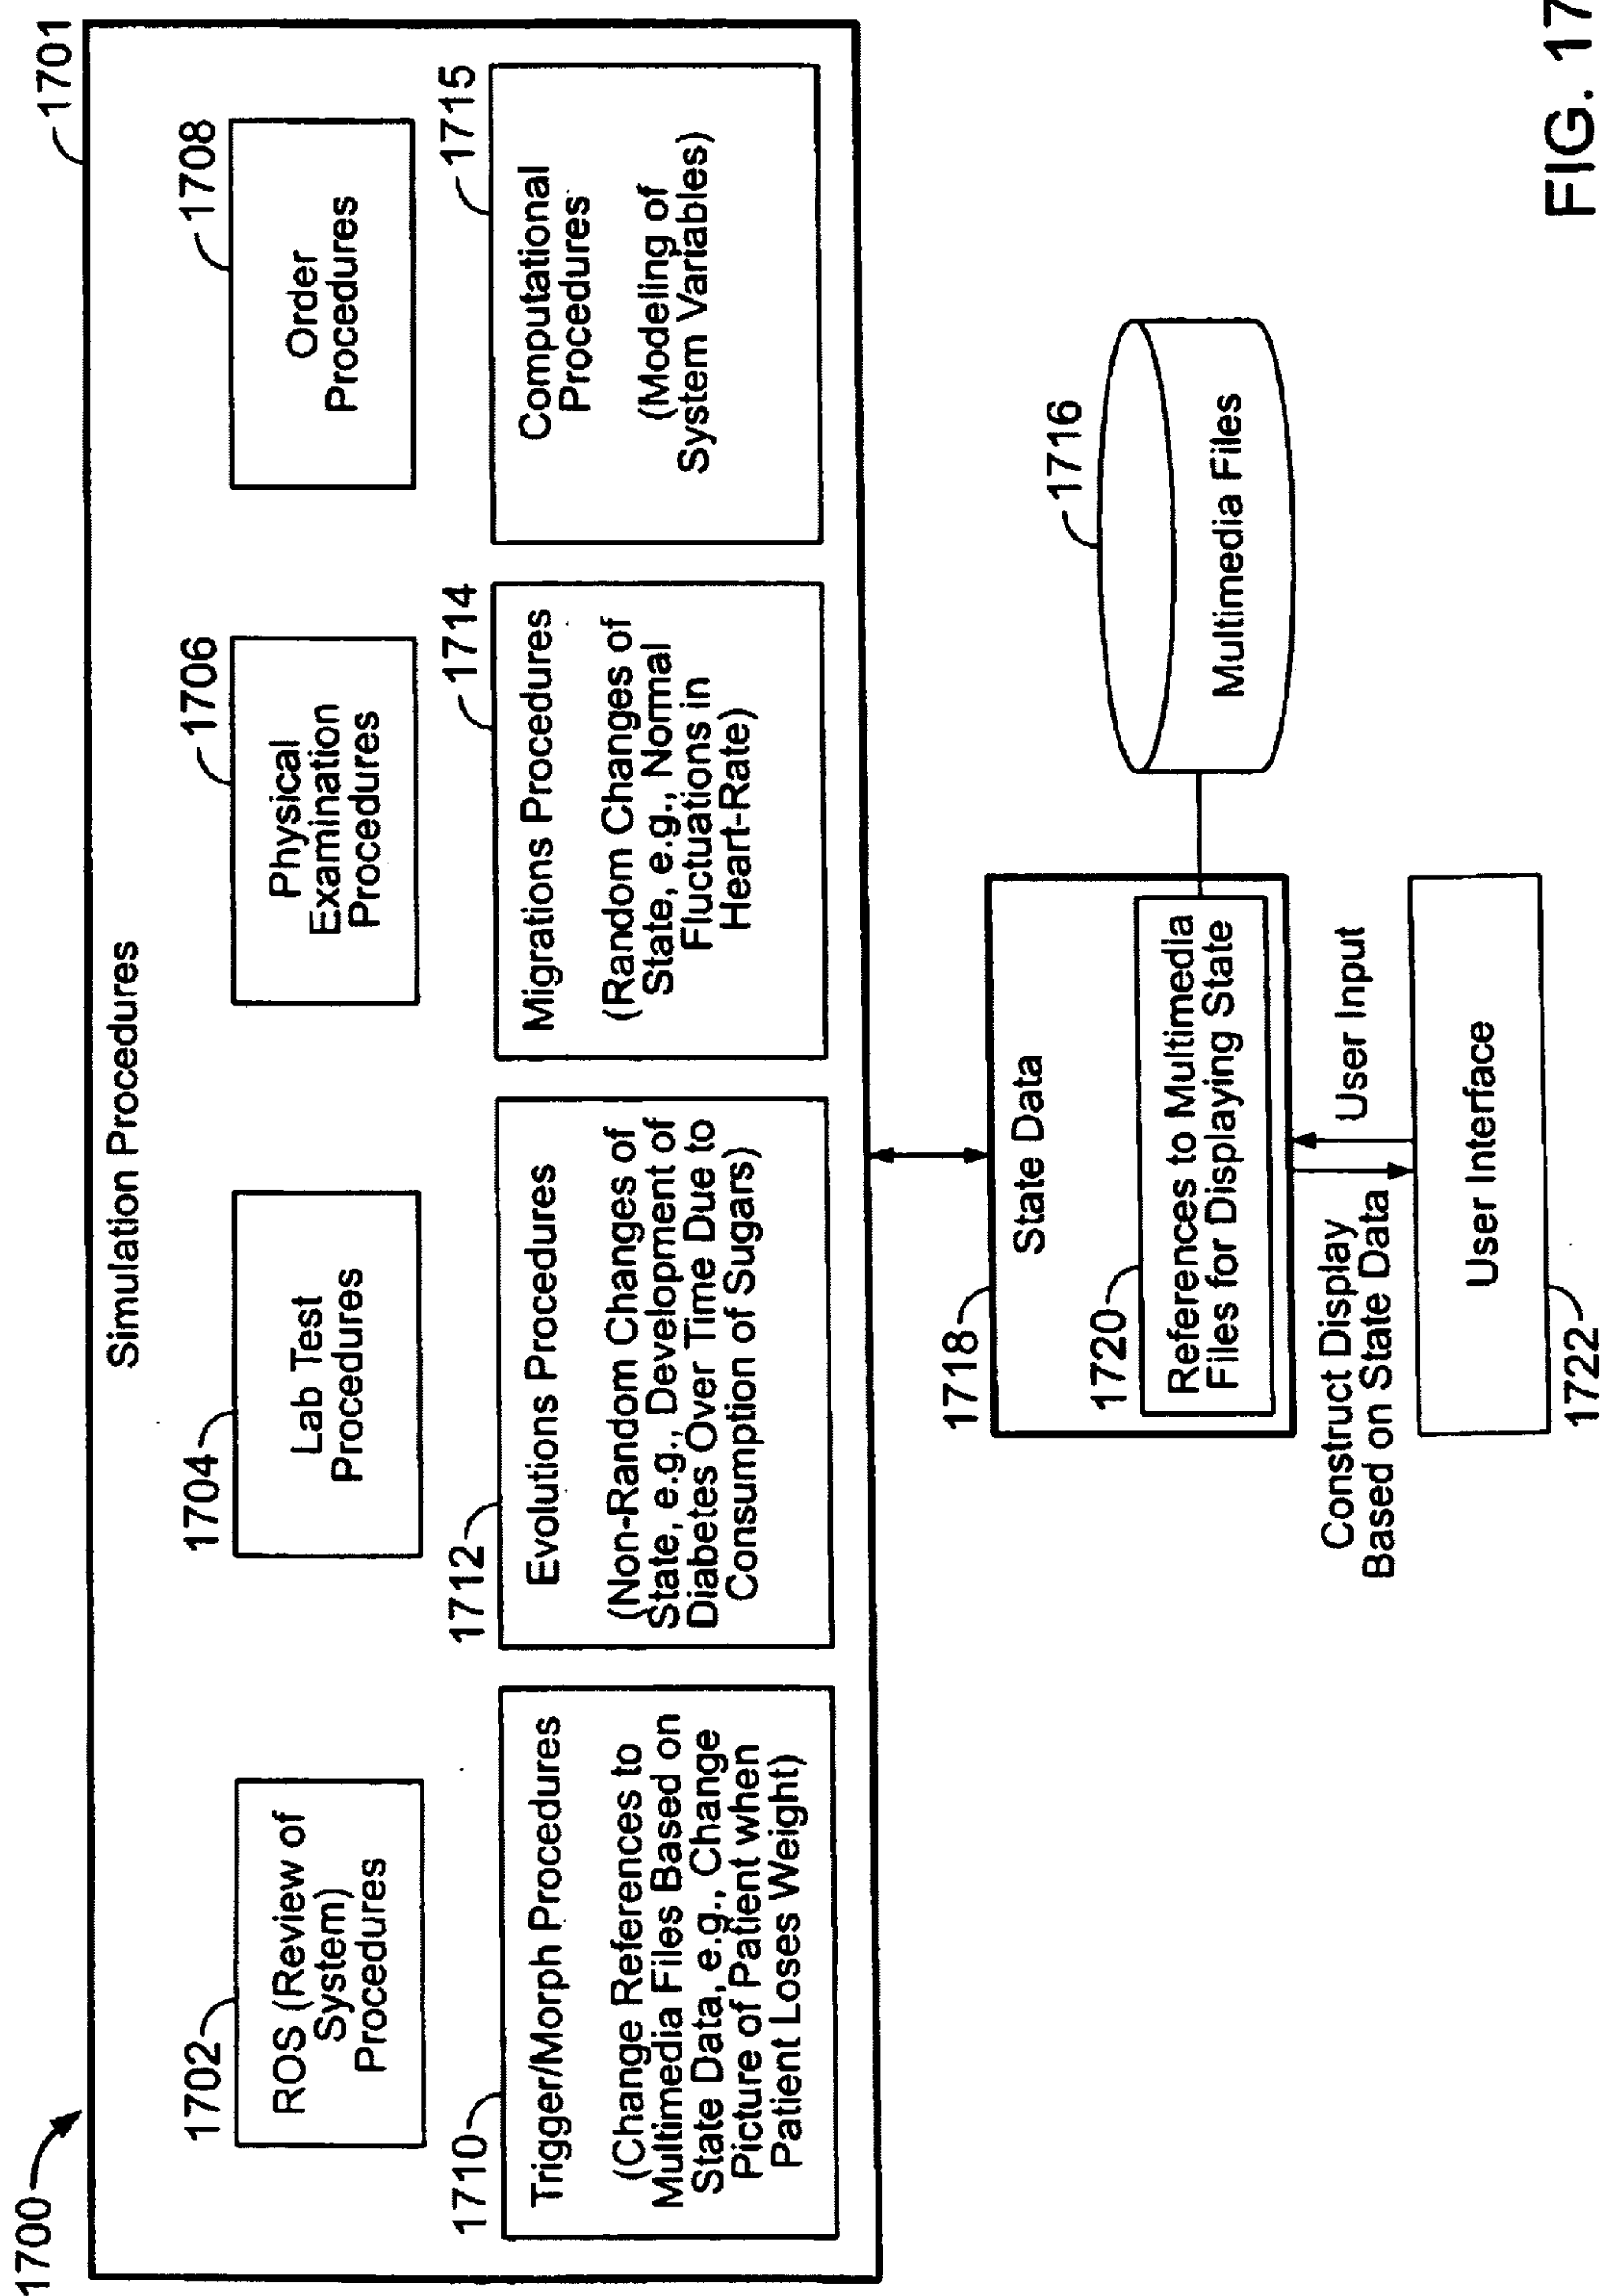 1700
1701
Simulation Procedures
1702
ROS (Review of
System)
Procedures
1704
Lab Test
Procedures
1706
Physical
Examination
Procedures
1708
Order
Procedures
1710
Trigger/Morph Procedures
(Change References to
Multimedia Files Based on
State Data, e.g., Change
Picture of Patient when
Patient Loses Weight)
1712
Evolutions Procedures
(Non-Random Changes of
State, e.g., Development of
Diabetes Over Time Due to
Consumption of Sugars)
1714
Migrations Procedures
(Random Changes of
State, e.g., Normal
Fluctuations in
Heart-Rate)
1715
Computational
Procedures
(Modeling of
System Variables)
1718
State Data
1720
References to Multimedia
Files for Displaying State
1716
Multimedia Files
Construct Display
Based on State Data
User Input
User Interface
1722
FIG. 17